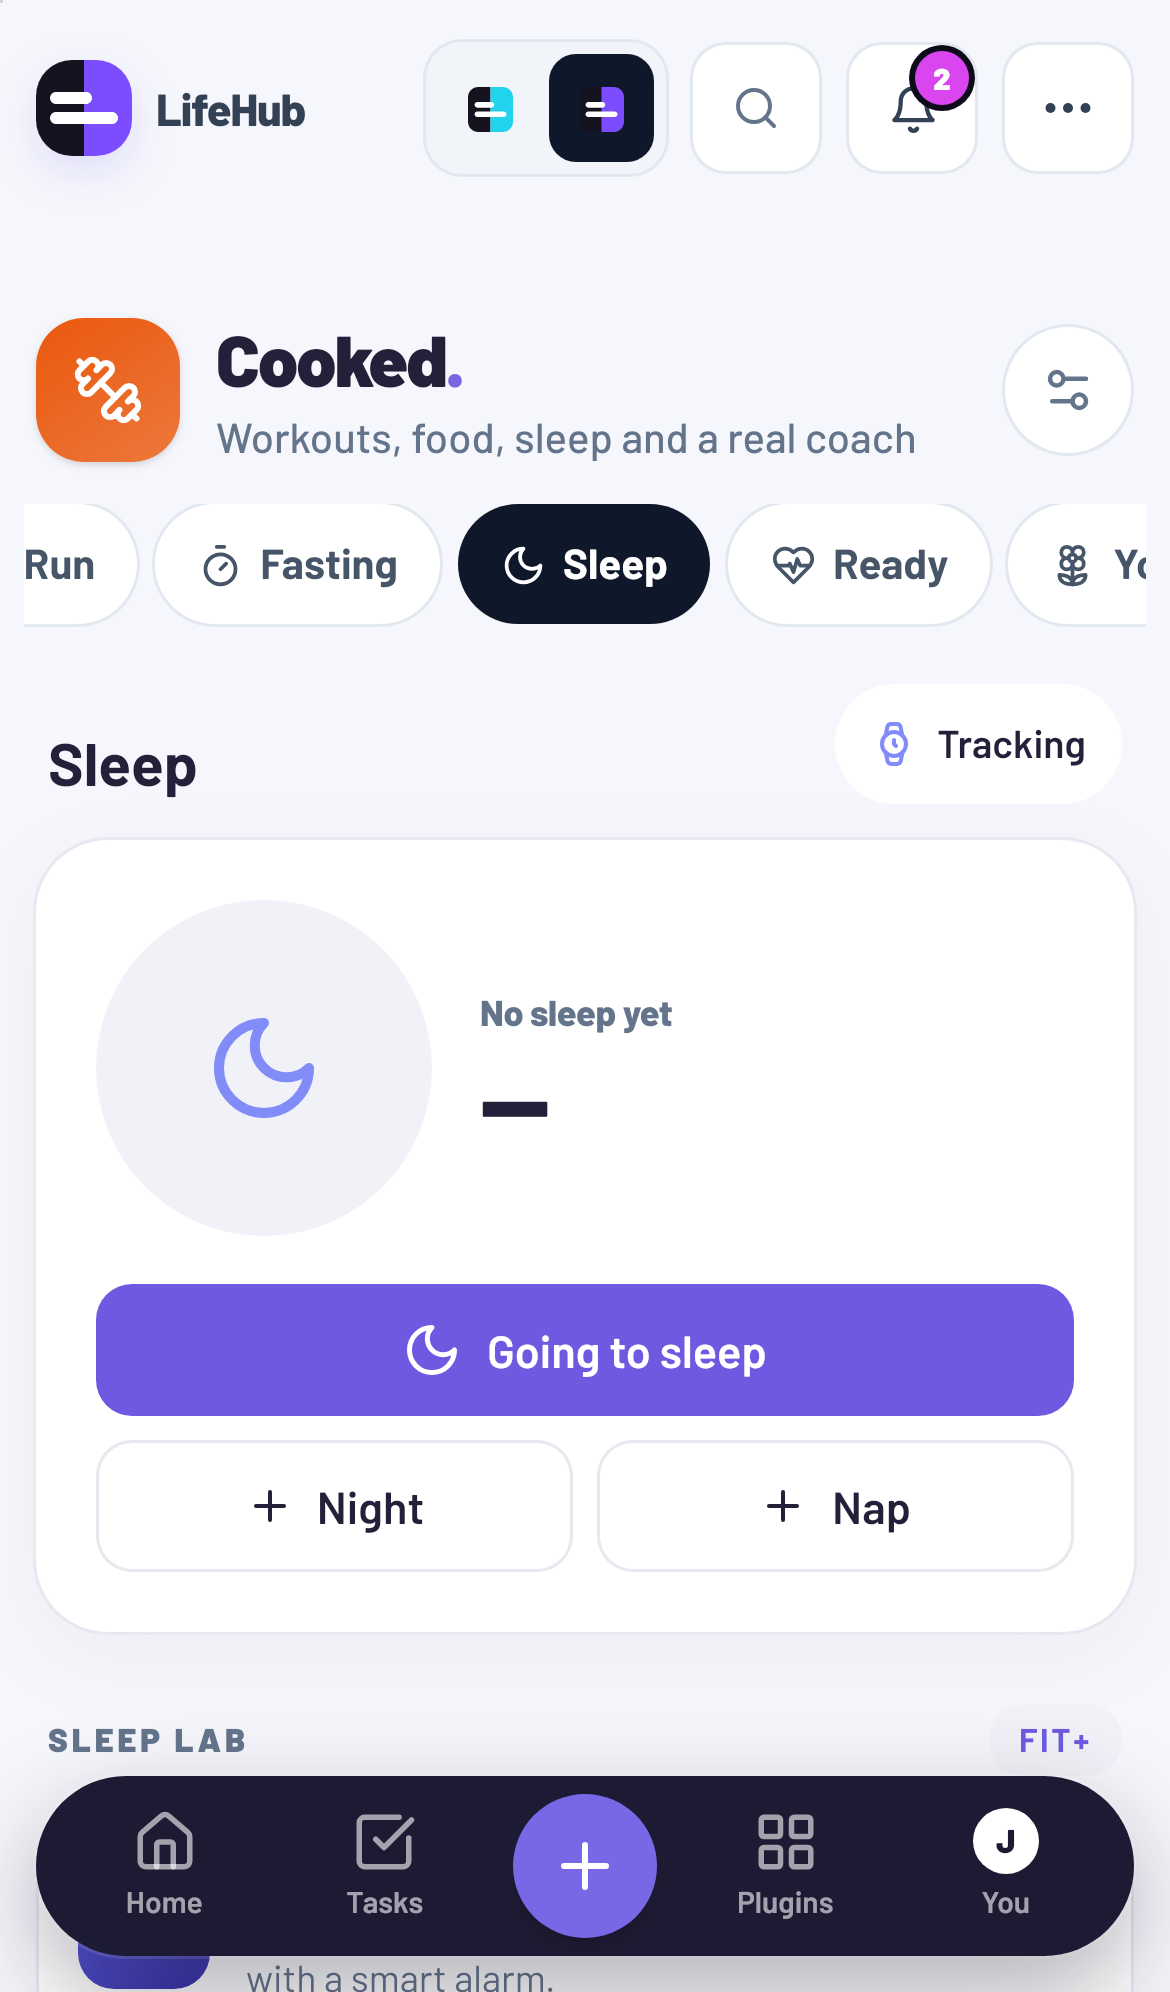 LifeHub
2
Cooked.
Workouts, food, sleep and a real coach
Run
Fasting
Sleep
Ready
Sleep
Tracking
No sleep yet
–
Going to sleep
+ Night
+ Nap
SLEEP LAB
FIT+
Home
Tasks
+
Plugins
J
You
with a smart alarm.